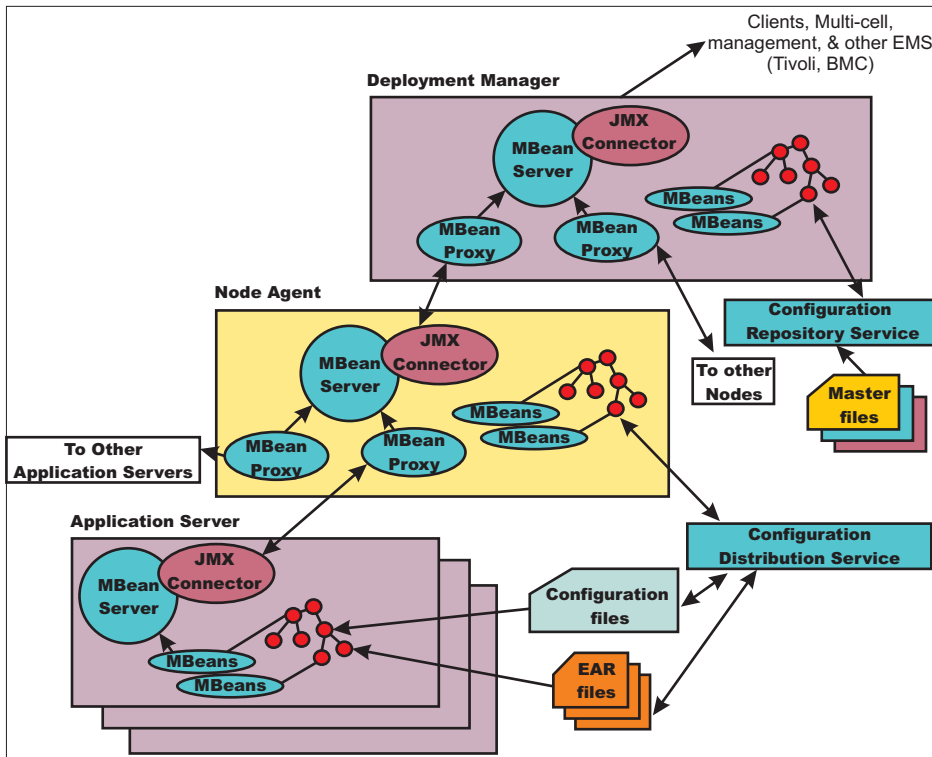 Clients, Multi-cell,
management, & other EMS
(Tivoli, BMC)
Deployment Manager
JMX
Connector
MBean
Server
MBeans
MBeans
MBean
Proxy
MBean
Proxy
Node Agent
Configuration
Repository Service
JMX
Connector
MBean
Server
To other
Nodes
Master
files
MBeans
MBeans
To Other
Application Servers
MBean
Proxy
MBean
Proxy
Application Server
Configuration
Distribution Service
JMX
Connector
MBean
Server
Configuration
files
MBeans
MBeans
EAR
files